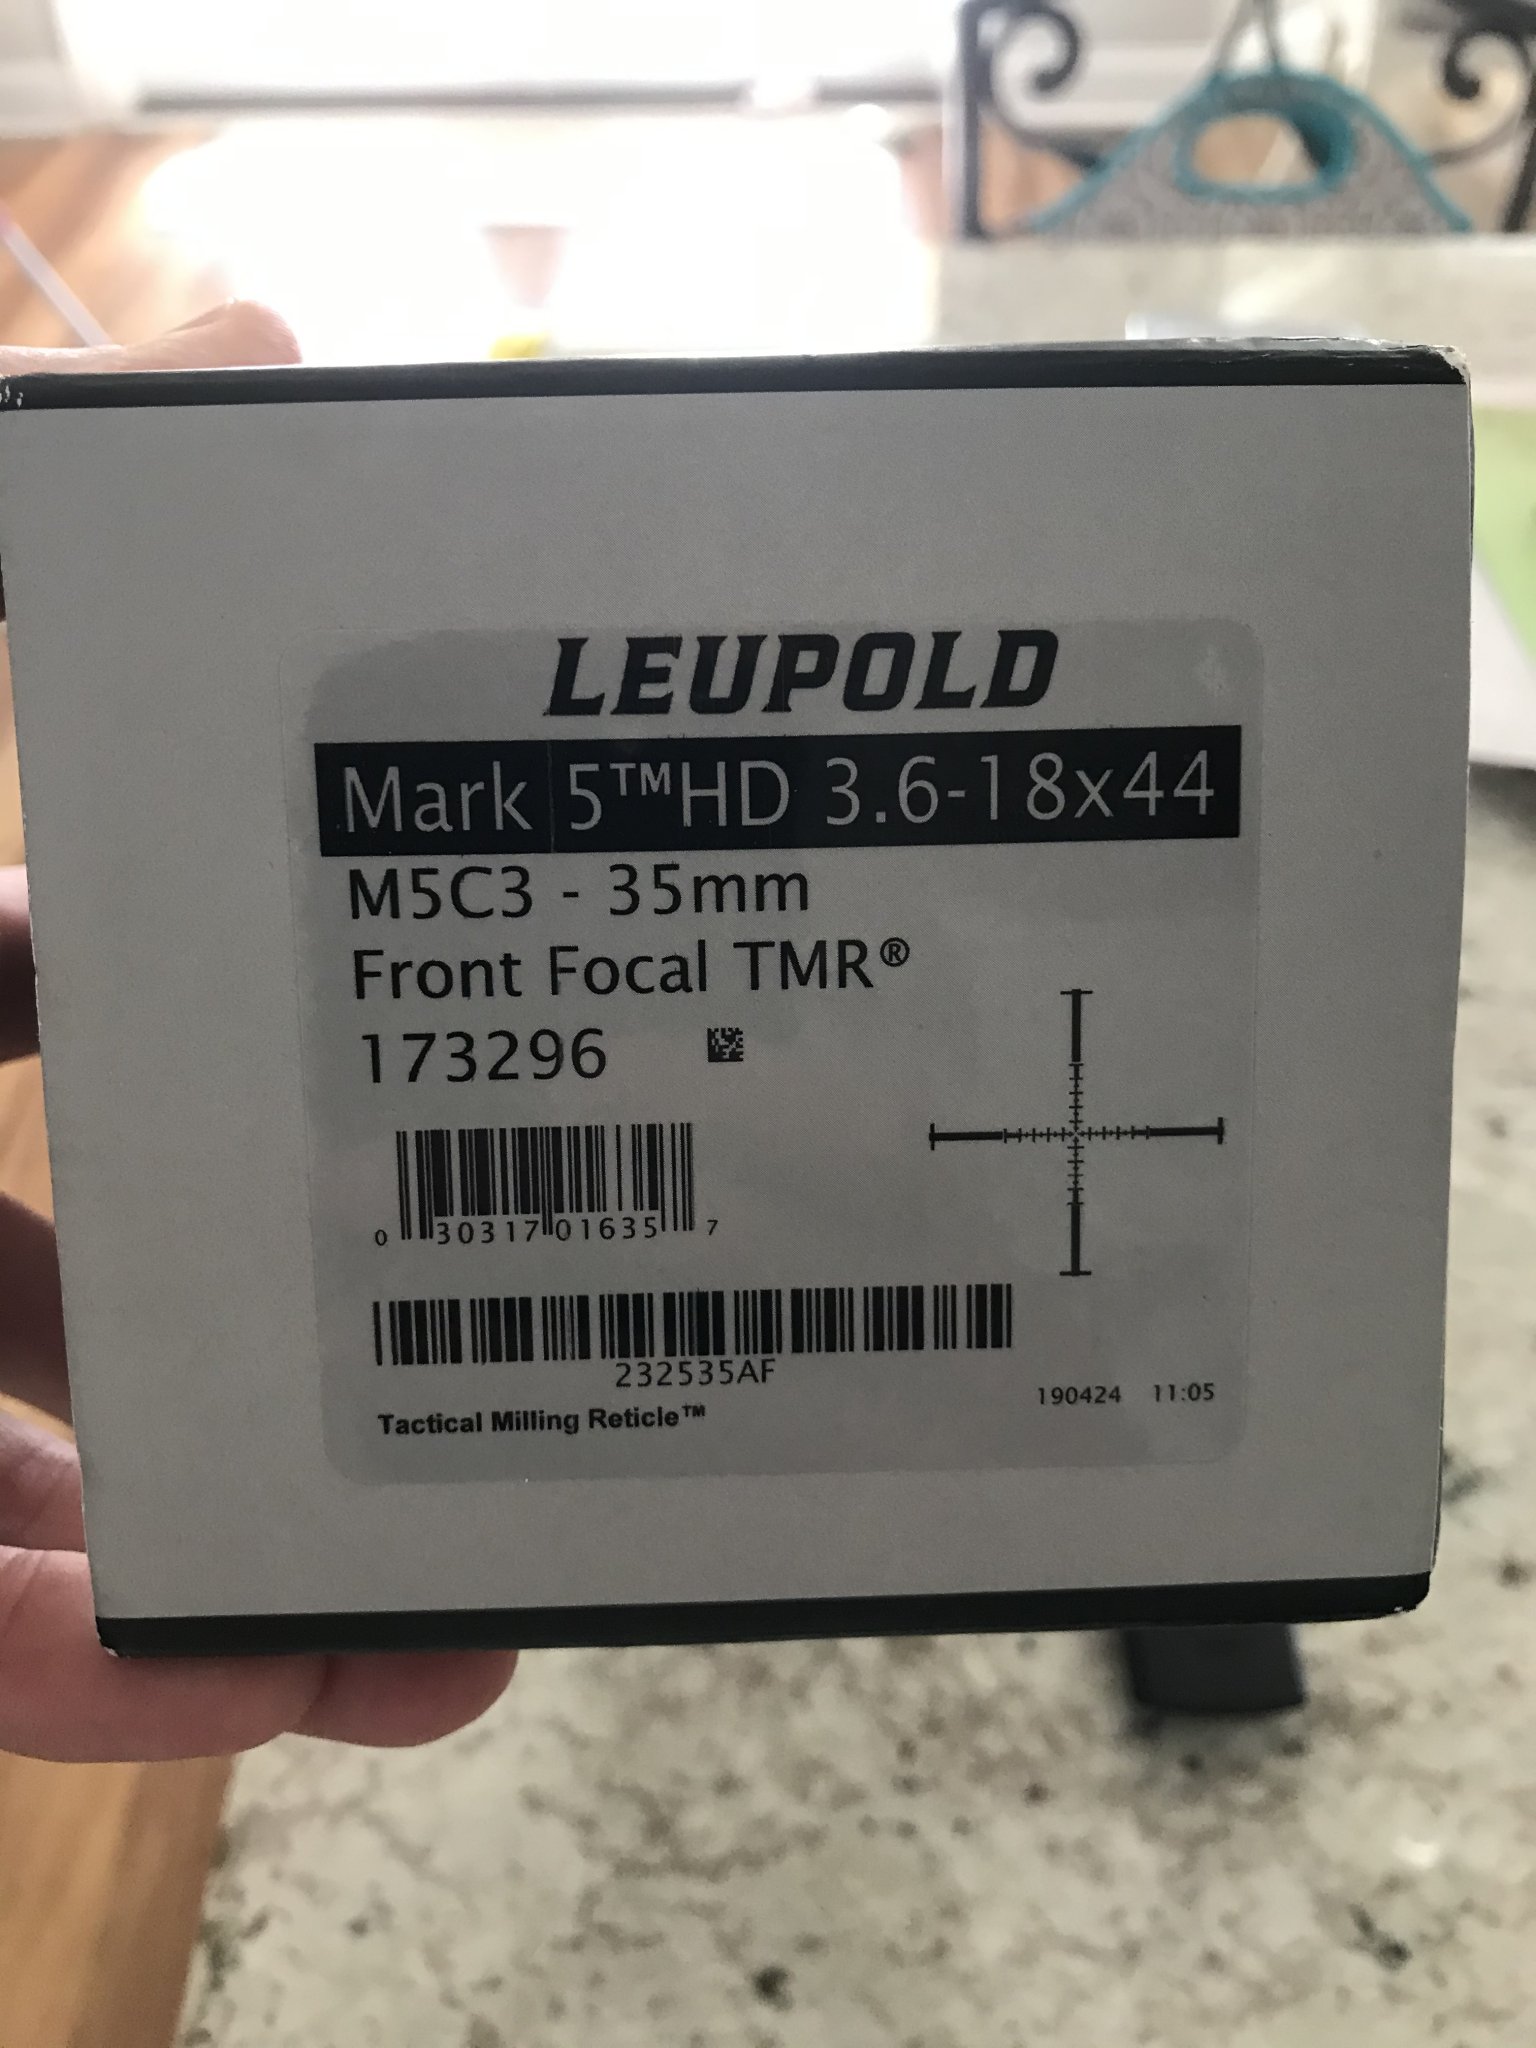 LEUPOLD
Mark 5™HD 3.6-18x44
M5C3 - 35mm
Front Focal TMR®
173296
0 30317 01635 7
232535AF
190424 11:05
Tactical Milling Reticle™